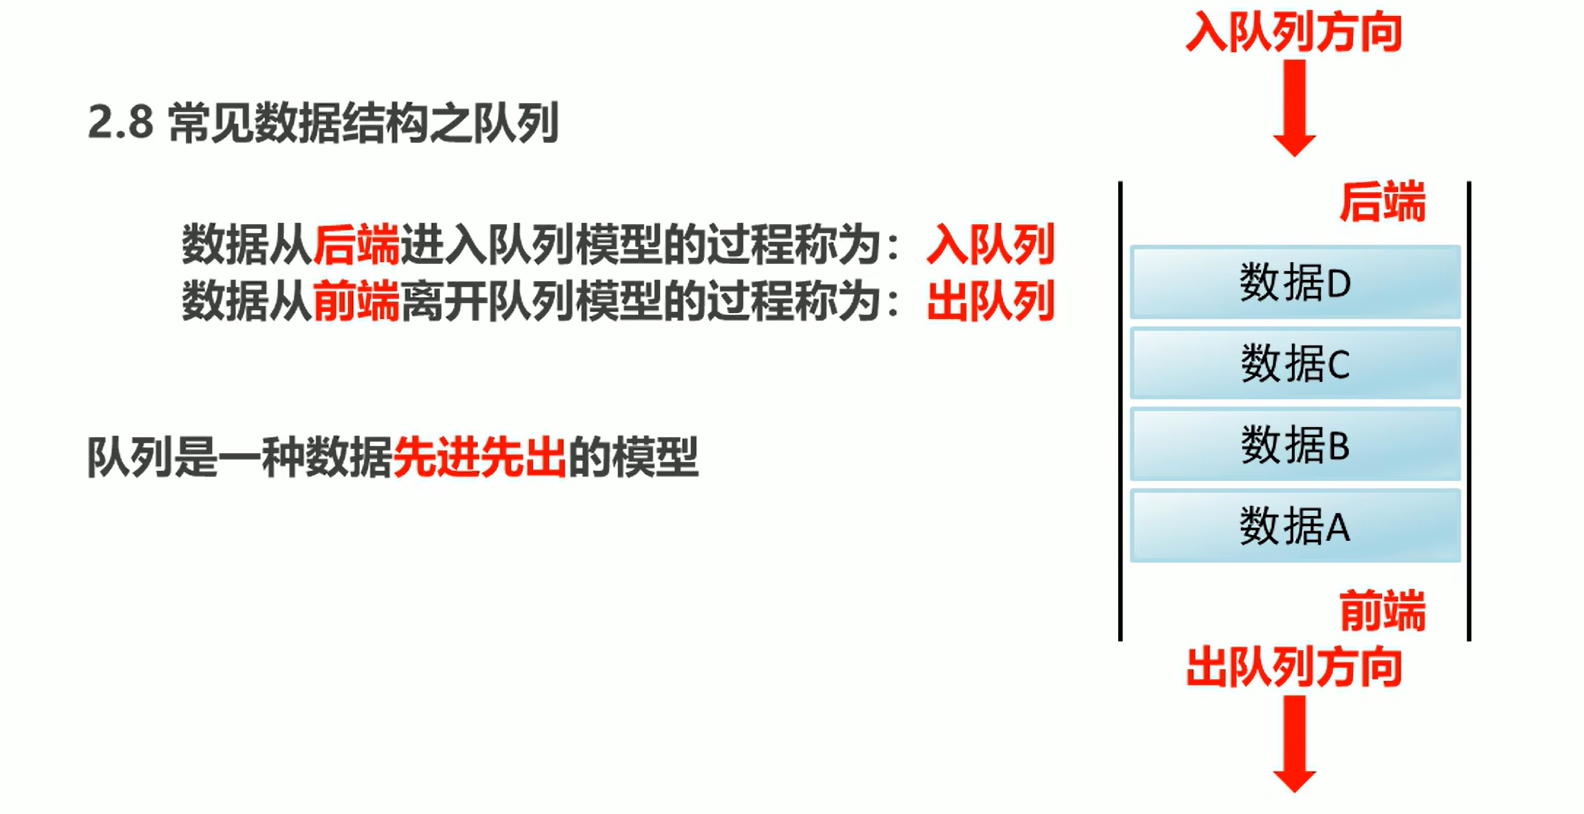 2.8 常见数据结构之队列
数据从后端进入队列模型的过程称为：入队列
数据从前端离开队列模型的过程称为：出队列
队列是一种数据先进先出的模型
入队列方向
后端
数据D
数据C
数据B
数据A
前端
出队列方向